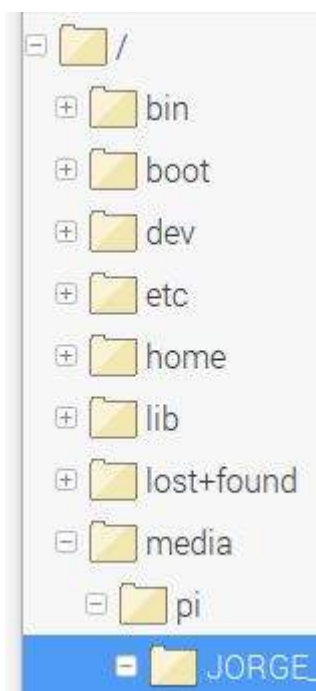 /
bin
boot
dev
etc
home
lib
lost+found
media
pi
JORGE_